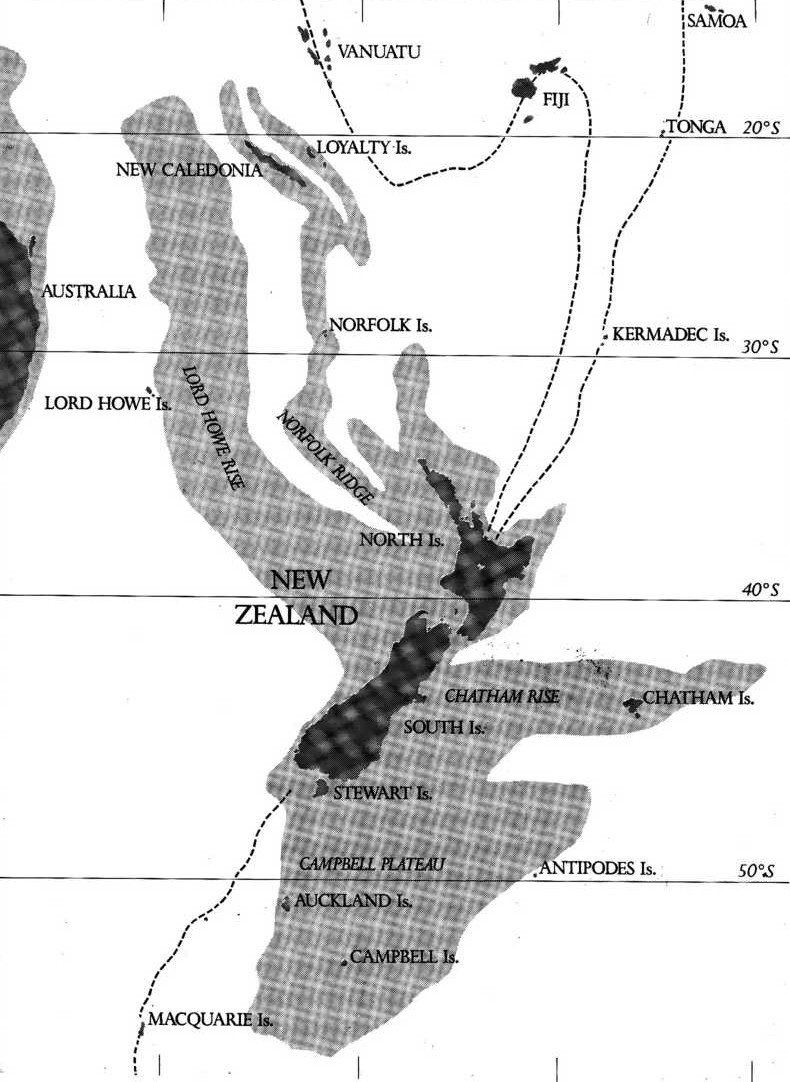 SAMOA
VANUATU
FIJI
TONGA
20°S
LOYALTY Is.
NEW CALEDONIA
AUSTRALIA
NORFOLK Is.
KERMADEC Is.
30°S
LORD HOWE Is.
LORD HOWE RISE
NORFOLK RIDGE
NORTH Is.
NEW
ZEALAND
40°S
CHATHAM RISE
CHATHAM Is.
SOUTH Is.
STEWART Is.
CAMPBELL PLATEAU
ANTIPODES Is.
50°S
AUCKLAND Is.
CAMPBELL Is.
MACQUARIE Is.